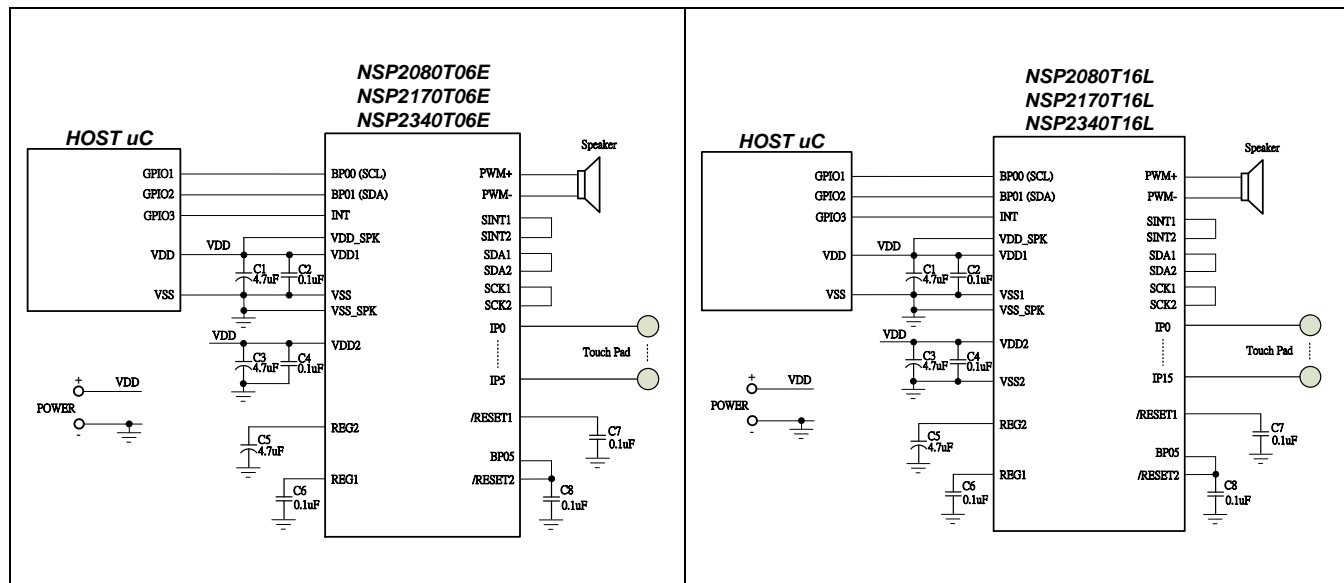 NSP2080T06E
NSP2170T06E
NSP2340T06E
HOST uC
Speaker
GPIO1
BP00 (SCL)
PWM+
GPIO2
BP01 (SDA)
PWM-
GPIO3
INT
SINT1
SINT2
VDD_SPK
VDD
VDD
VDD1
SDA1
SDA2
C1
4.7uF
C2
0.1uF
SCK1
SCK2
VSS
VSS
VSS_SPK
IP0
VDD
VDD2
Touch Pad
C3
4.7uF
C4
0.1uF
IP5
+
VDD
POWER
-
/RESET1
REG2
C5
4.7uF
C7
0.1uF
BP05
REG1
/RESET2
C6
0.1uF
C8
0.1uF
NSP2080T16L
NSP2170T16L
NSP2340T16L
HOST uC
Speaker
GPIO1
BP00 (SCL)
PWM+
GPIO2
BP01 (SDA)
PWM-
GPIO3
INT
SINT1
SINT2
VDD_SPK
VDD
VDD
VDD1
SDA1
SDA2
C1
4.7uF
C2
0.1uF
SCK1
SCK2
VSS
VSS1
VSS_SPK
IP0
VDD
VDD2
Touch Pad
C3
4.7uF
C4
0.1uF
VSS2
IP15
+
VDD
POWER
-
/RESET1
REG2
C5
4.7uF
C7
0.1uF
BP05
REG1
/RESET2
C6
0.1uF
C8
0.1uF